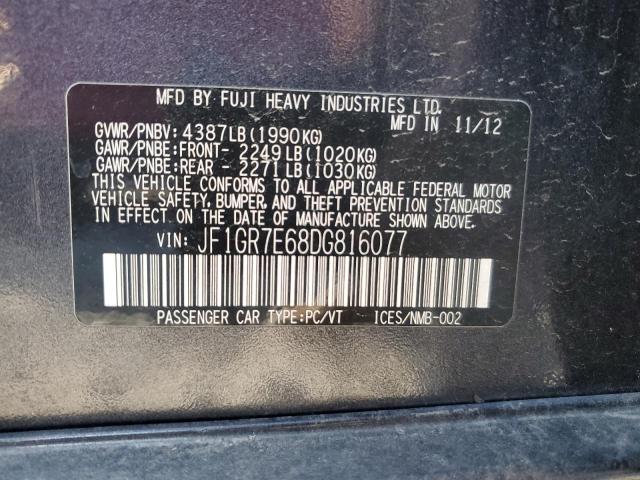 MFD BY FUJI HEAVY INDUSTRIES LTD.
MFD IN 11/12
GVWR/PNBV: 4387LB(1990KG)
GAWR/PNBE:FRONT- 2249LB(1020KG)
GAWR/PNBE:REAR - 2271LB(1030KG)
THIS VEHICLE CONFORMS TO ALL APPLICABLE FEDERAL MOTOR
VEHICLE SAFETY, BUMPER, AND THEFT PREVENTION STANDARDS
IN EFFECT ON THE DATE OF MANUFACTURE SHOWN ABOVE.
VIN: JF1GR7E68DG816077
PASSENGER CAR TYPE:PC/VT ICES/NMB-002